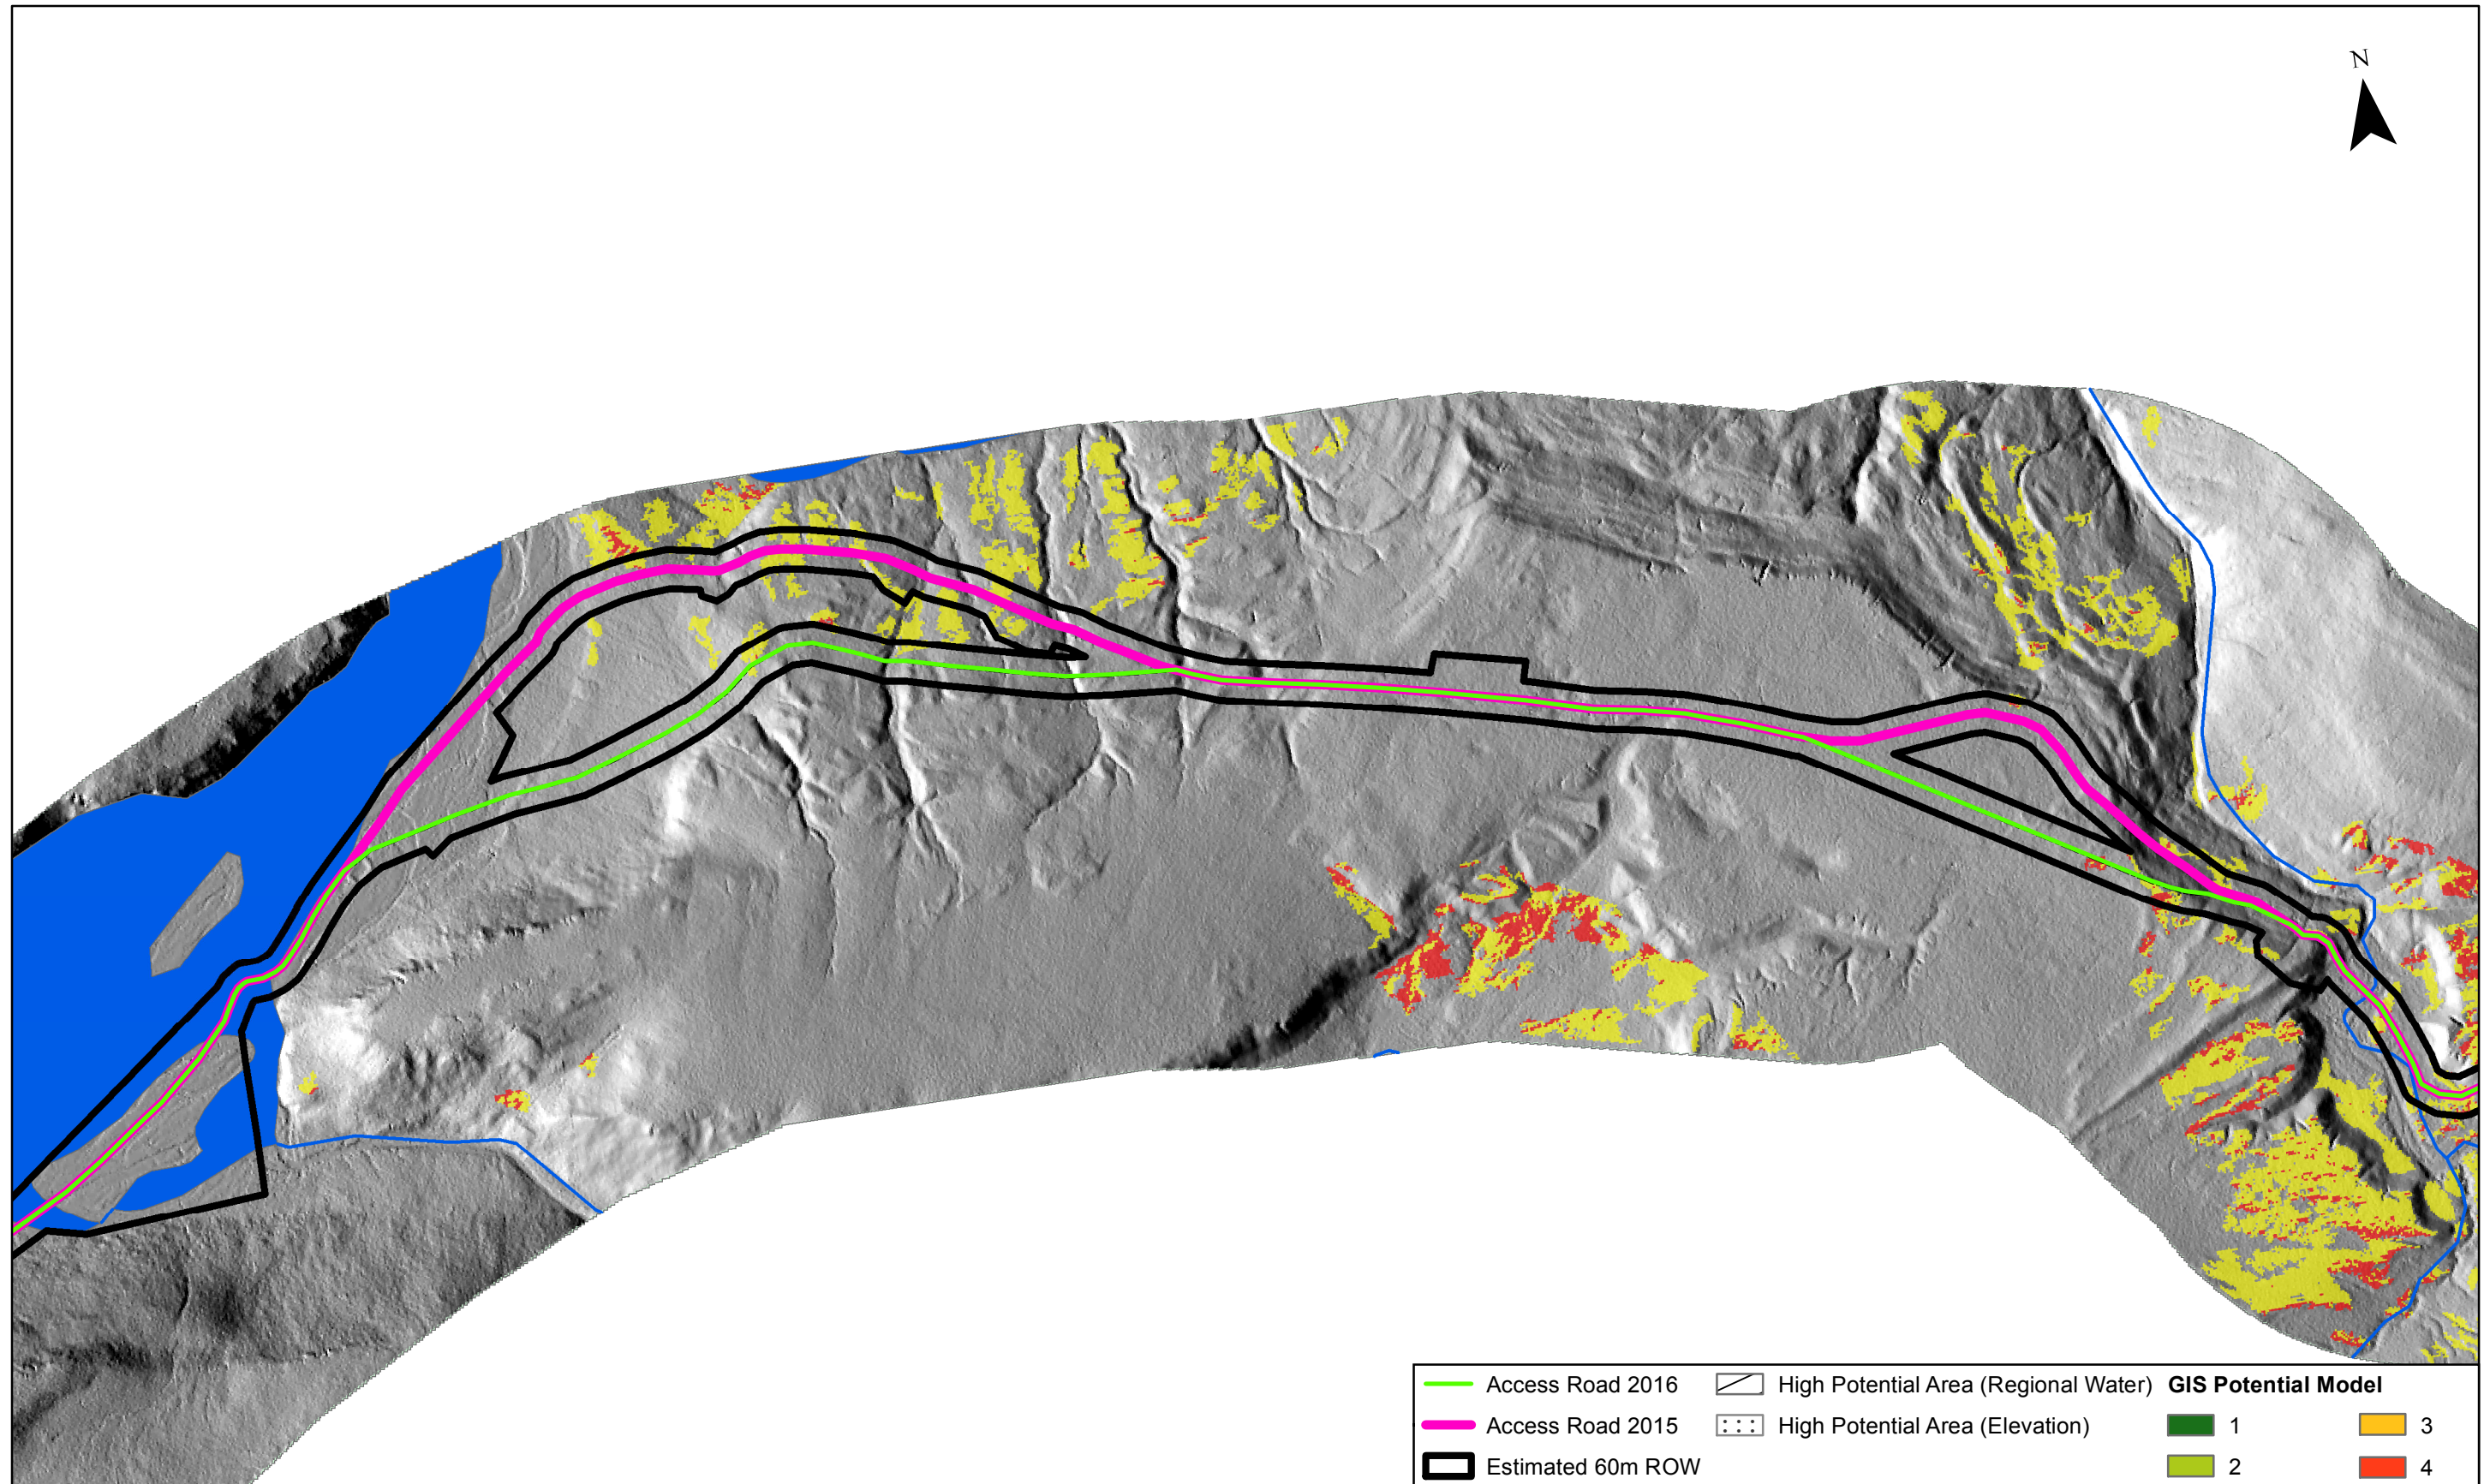 N
Access Road 2016 High Potential Area (Regional Water) GIS Potential Model
Access Road 2015 High Potential Area (Elevation) 1 3
Estimated 60m ROW 2 4